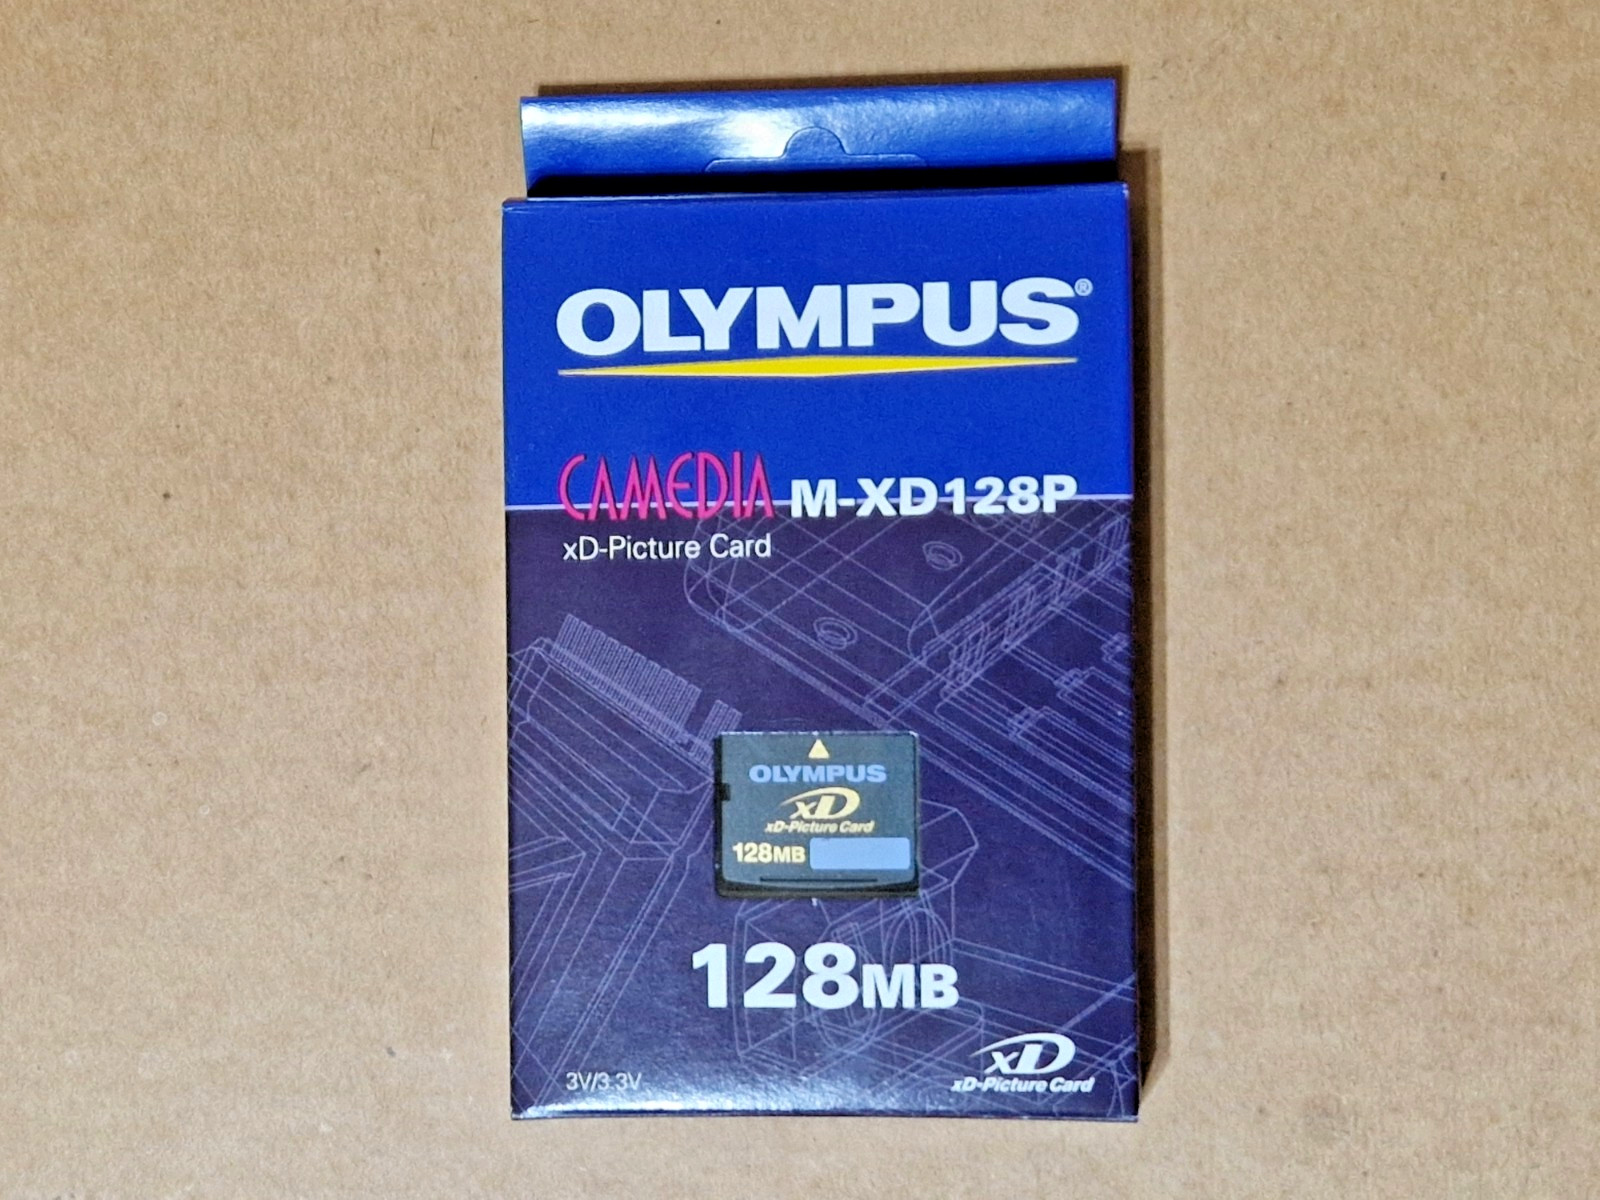 OLYMPUS®
CAMEDIA M-XD128P
xD-Picture Card
OLYMPUS
xD
xD-Picture Card
128MB
128MB
xD
3V/3.3V xD-Picture Card